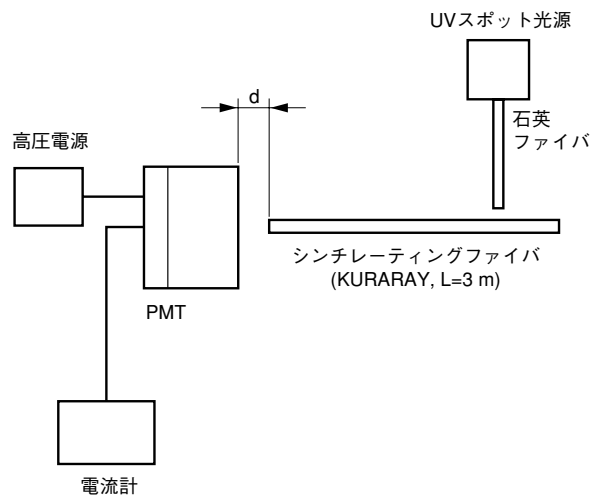 UVスポット光源
d
石英
ファイバ
高圧電源
シンチレーティングファイバ
(KURARAY, L=3 m)
PMT
電流計